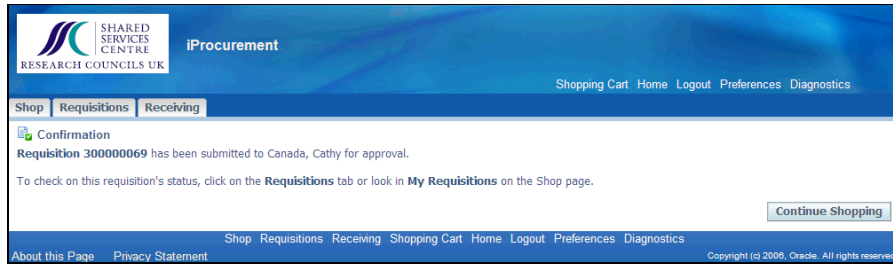 SHARED
SERVICES
CENTRE
RESEARCH COUNCILS UK
iProcurement
Shopping Cart Home Logout Preferences Diagnostics
Shop Requisitions Receiving
Confirmation
Requisition 300000069 has been submitted to Canada, Cathy for approval.
To check on this requisition's status, click on the Requisitions tab or look in My Requisitions on the Shop page.
Continue Shopping
Shop Requisitions Receiving Shopping Cart Home Logout Preferences Diagnostics
About this Page Privacy Statement Copyright (c) 2006, Oracle. All rights reserved